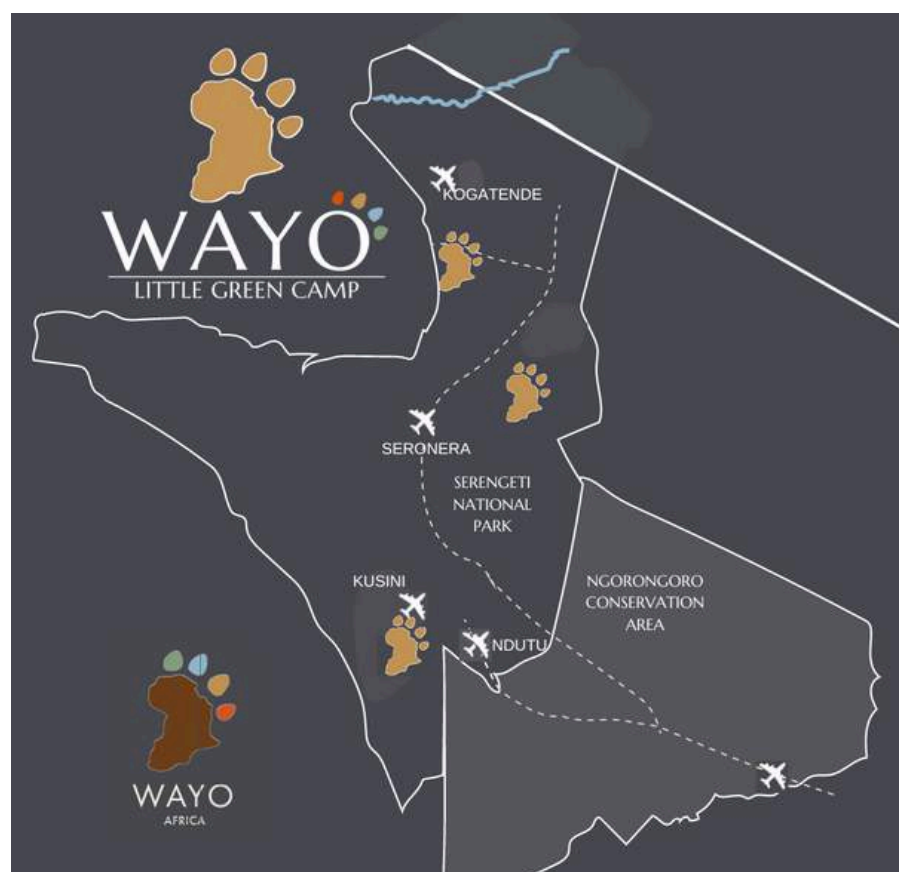 WAYO
LITTLE GREEN CAMP
KOGATENDE
SERONERA
SERENGETI
NATIONAL
PARK
KUSINI
NDUTU
NGORONGORO
CONSERVATION
AREA
WAYO
AFRICA